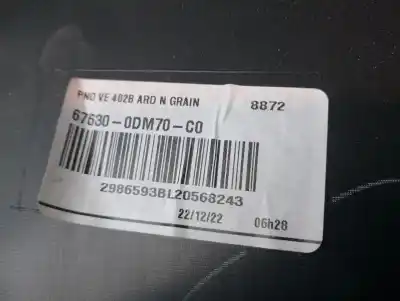 PNO VE 402B ARD N GRAIN 8872
67630-0DM70-C0
2986593BL20568243
22/12/22 06h28